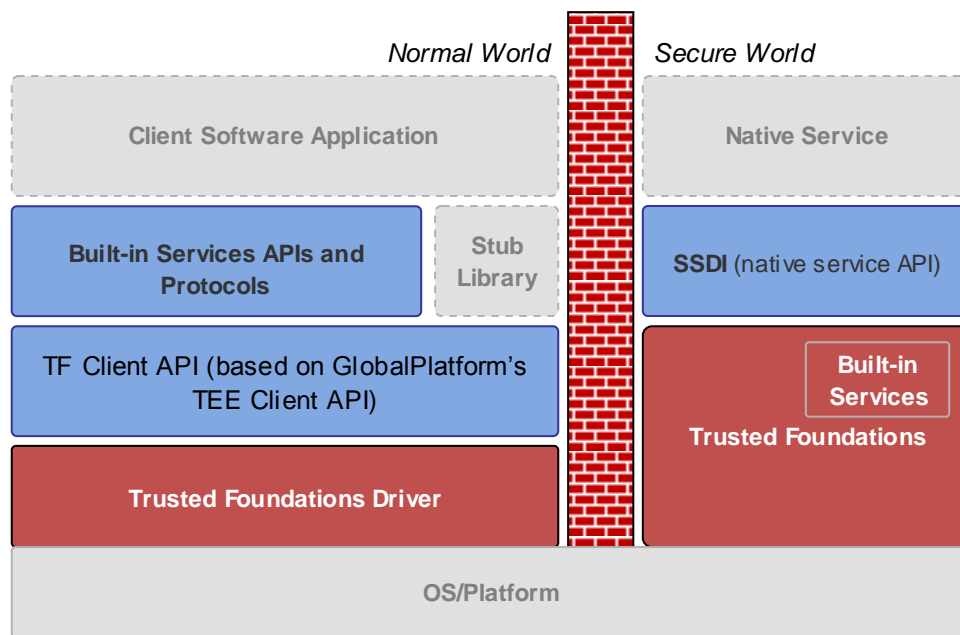 Normal World
Secure World
Client Software Application
Native Service
Built-in Services APIs and
Protocols
Stub
Library
SSDI (native service API)
TF Client API (based on GlobalPlatform’s
TEE Client API)
Built-in
Services
Trusted Foundations
Trusted Foundations Driver
OS/Platform